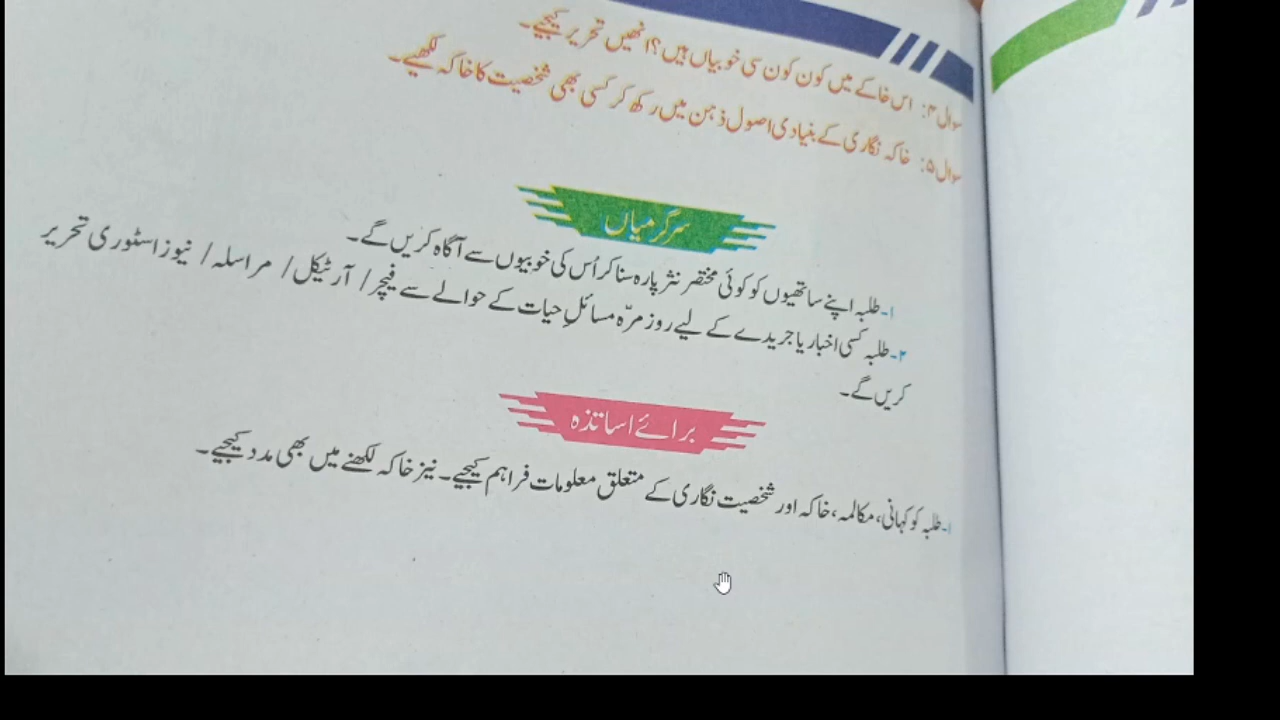 سوال ۴: اس خاکے میں کون کون سی خوبیاں ہیں؟ انھیں تحریر کیجیے۔
سوال ۵: خاکہ نگاری کے بنیادی اصول ذہن میں رکھ کر کسی بھی شخصیت کا خاکہ لکھیے۔
سرگرمیاں
۱- طلبہ اپنے ساتھیوں کو کوئی مختصر نثر پارہ سنا کر اُس کی خوبیوں سے آگاہ کریں گے۔
۲- طلبہ کسی اخبار یا جریدے کے لیے روز مرّہ مسائلِ حیات کے حوالے سے فیچر / آرٹیکل / مراسلہ / نیوز اسٹوری تحریر
کریں گے۔
برائے اساتذہ
۱- طلبہ کو کہانی، مکالمہ، خاکہ اور شخصیت نگاری کے متعلق معلومات فراہم کیجیے۔ نیز خاکہ لکھنے میں بھی مدد کیجیے۔